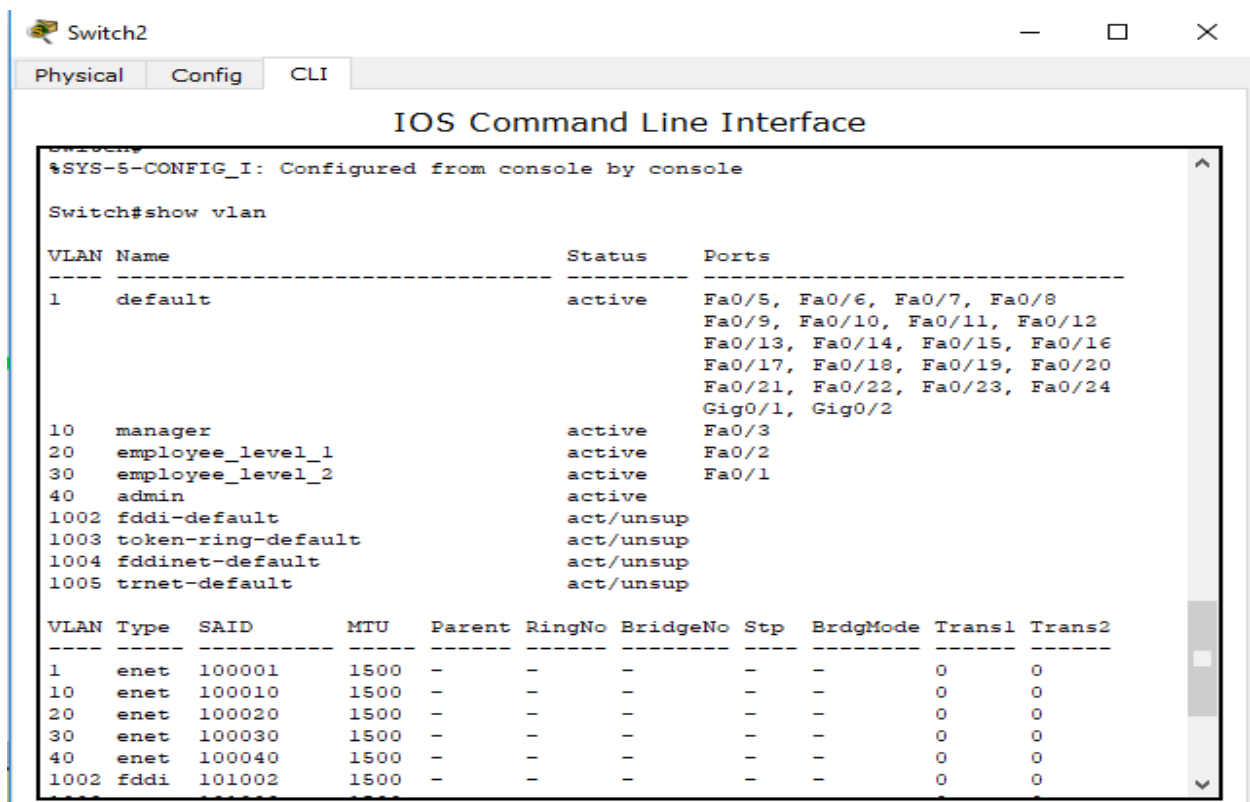 Switch2
Physical Config CLI
IOS Command Line Interface
%SYS-5-CONFIG_I: Configured from console by console
Switch#show vlan
VLAN Name Status Ports
---- -------------------------------- --------- -------------------------------
1 default active Fa0/5, Fa0/6, Fa0/7, Fa0/8
Fa0/9, Fa0/10, Fa0/11, Fa0/12
Fa0/13, Fa0/14, Fa0/15, Fa0/16
Fa0/17, Fa0/18, Fa0/19, Fa0/20
Fa0/21, Fa0/22, Fa0/23, Fa0/24
Gig0/1, Gig0/2
10 manager active Fa0/3
20 employee_level_1 active Fa0/2
30 employee_level_2 active Fa0/1
40 admin active
1002 fddi-default act/unsup
1003 token-ring-default act/unsup
1004 fddinet-default act/unsup
1005 trnet-default act/unsup
VLAN Type SAID MTU Parent RingNo BridgeNo Stp BrdgMode Trans1 Trans2
---- ----- ---------- ----- ------ ------ -------- ---- -------- ------ ------
1 enet 100001 1500 - - - - - 0 0
10 enet 100010 1500 - - - - - 0 0
20 enet 100020 1500 - - - - - 0 0
30 enet 100030 1500 - - - - - 0 0
40 enet 100040 1500 - - - - - 0 0
1002 fddi 101002 1500 - - - - - 0 0